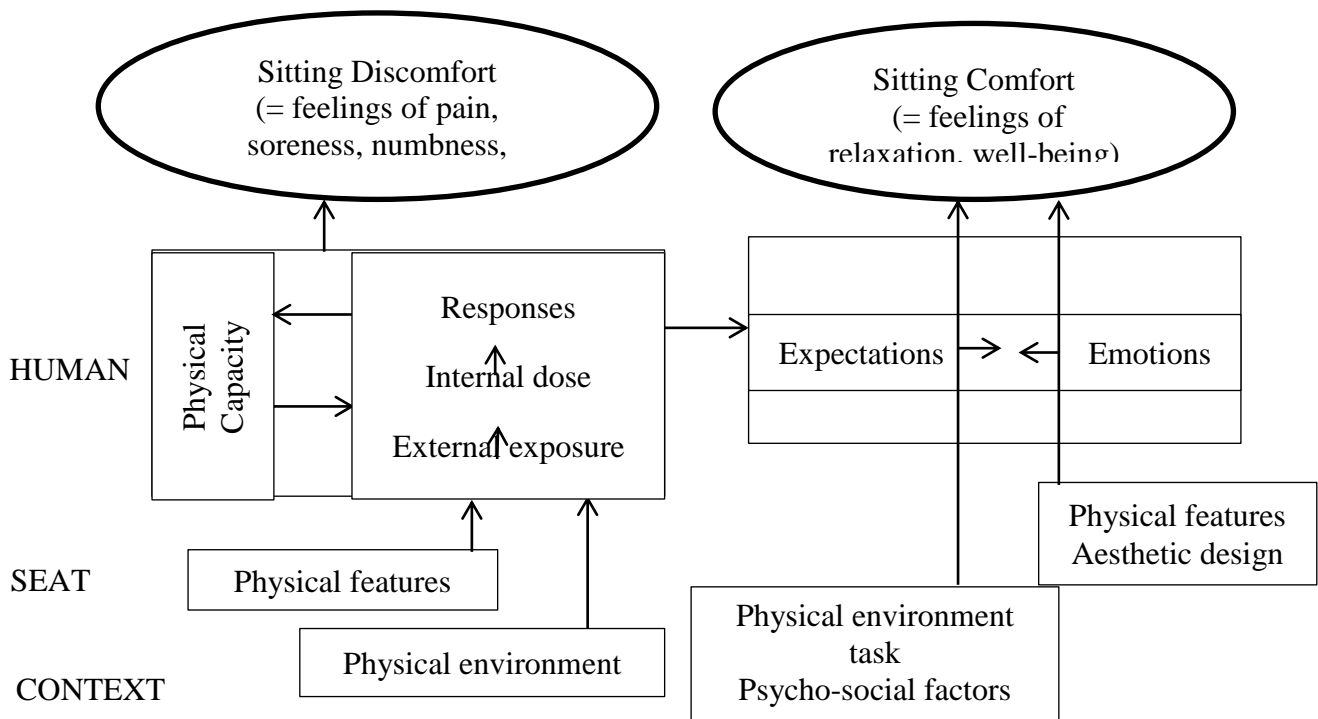 Sitting Discomfort
(= feelings of pain,
soreness, numbness,
Sitting Comfort
(= feelings of
relaxation, well-being)
HUMAN
Physical
Capacity
Responses
Internal dose
External exposure
Expectations
Emotions
SEAT
Physical features
Physical features
Aesthetic design
CONTEXT
Physical environment
Physical environment
task
Psycho-social factors